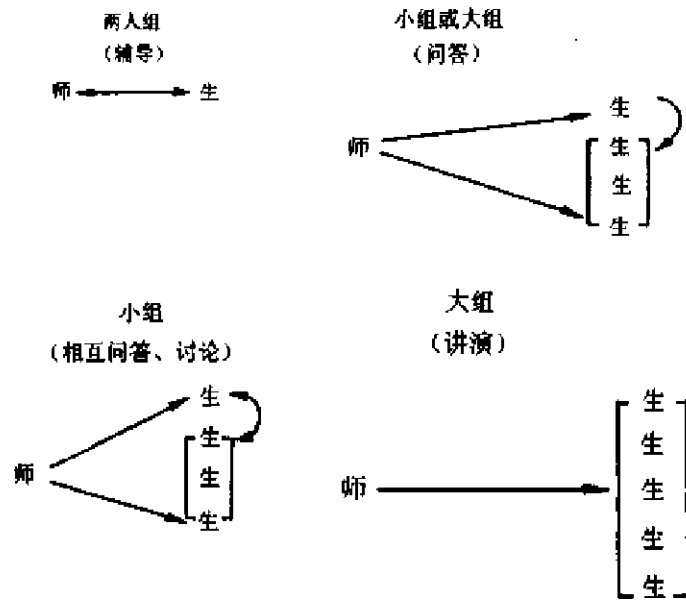 两人组
（辅导）
师 生
小组或大组
（问答）
师
生
生
生
生
小组
（相互问答、讨论）
师
生
生
生
生
大组
（讲演）
师
生
生
生
生
生